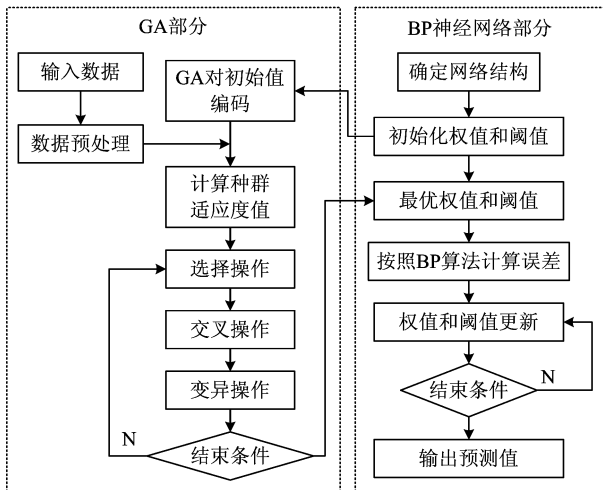 GA部分
输入数据
数据预处理
GA对初始值
编码
计算种群
适应度值
选择操作
交叉操作
变异操作
N
结束条件
BP神经网络部分
确定网络结构
初始化权值和阈值
最优权值和阈值
按照BP算法计算误差
权值和阈值更新
N
结束条件
输出预测值